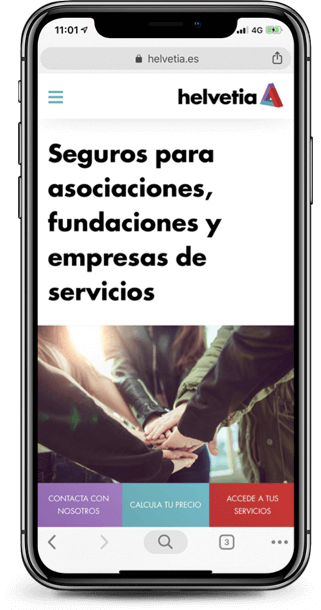 11:01
4G
helvetia.es
helvetia
Seguros para
asociaciones,
fundaciones y
empresas de
servicios
CONTACTA CON
NOSOTROS
CALCULA TU PRECIO
ACCEDE A TUS
SERVICIOS
3